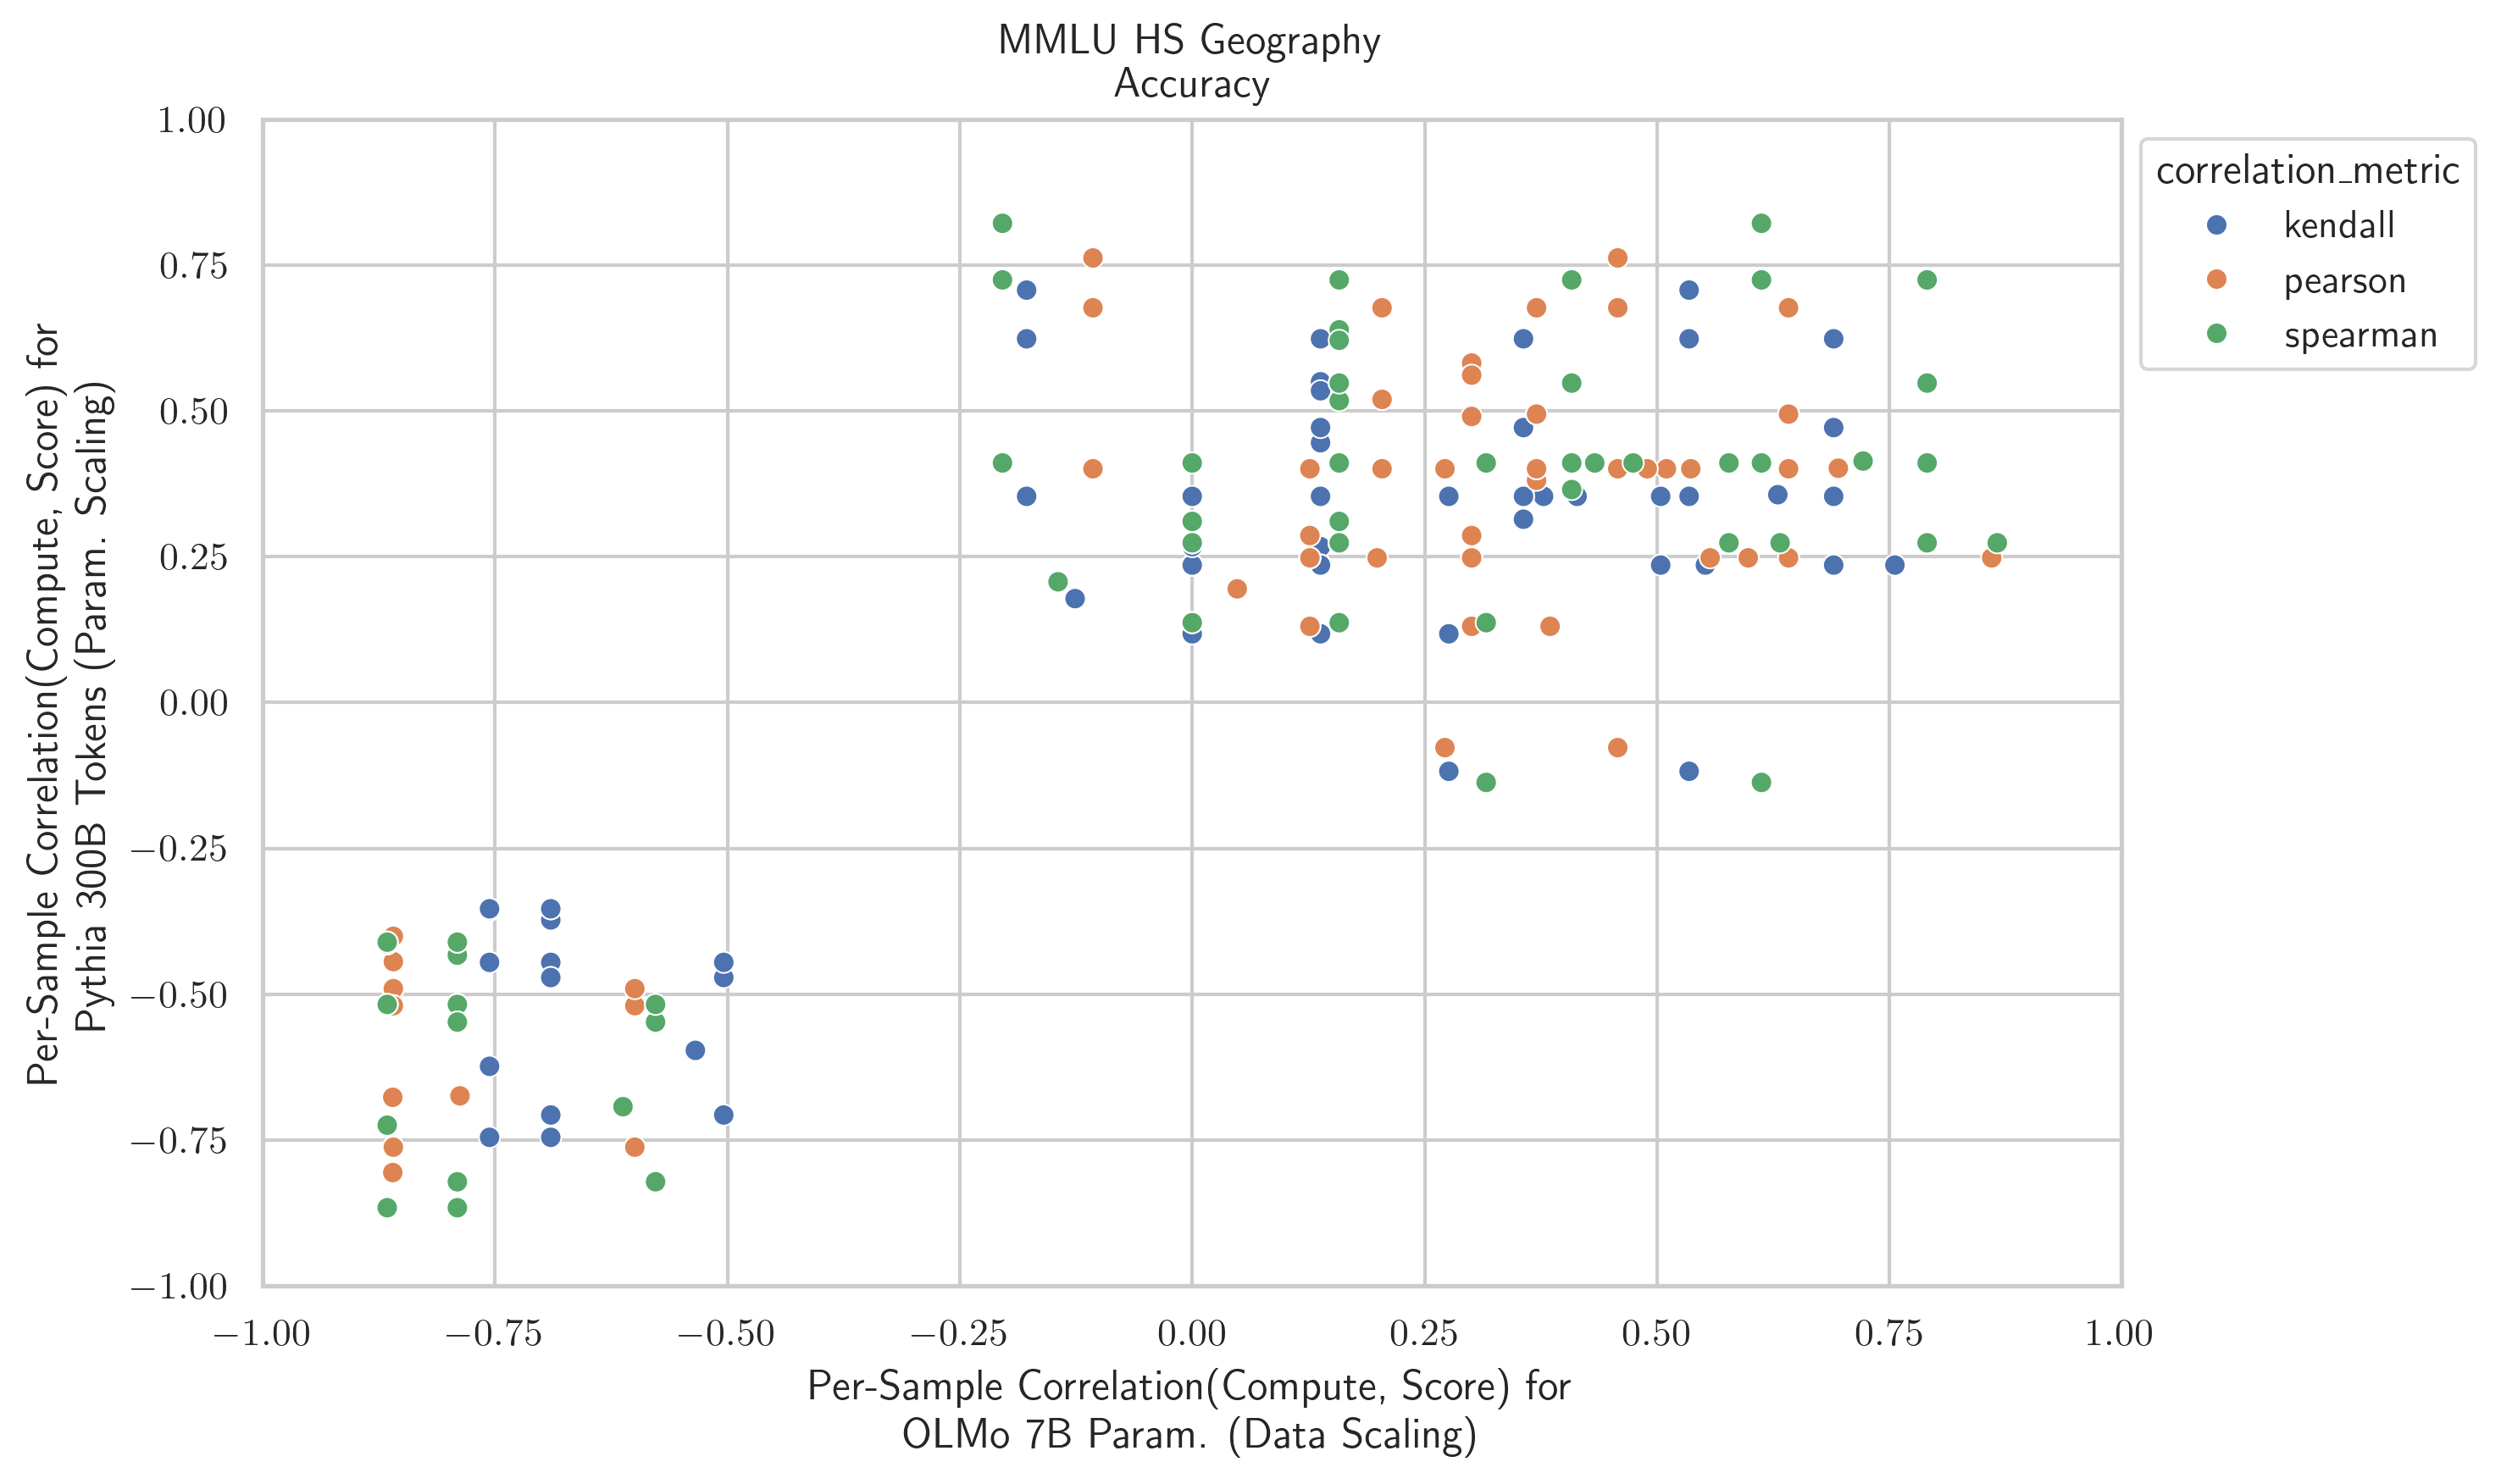 MMLU HS Geography
Accuracy
1.00
0.75
0.50
0.25
0.00
−0.25
−0.50
−0.75
−1.00
Per-Sample Correlation(Compute, Score) for
Pythia 300B Tokens (Param. Scaling)
correlation_metric
kendall
pearson
spearman
−1.00 −0.75 −0.50 −0.25 0.00 0.25 0.50 0.75 1.00
Per-Sample Correlation(Compute, Score) for
OLMo 7B Param. (Data Scaling)